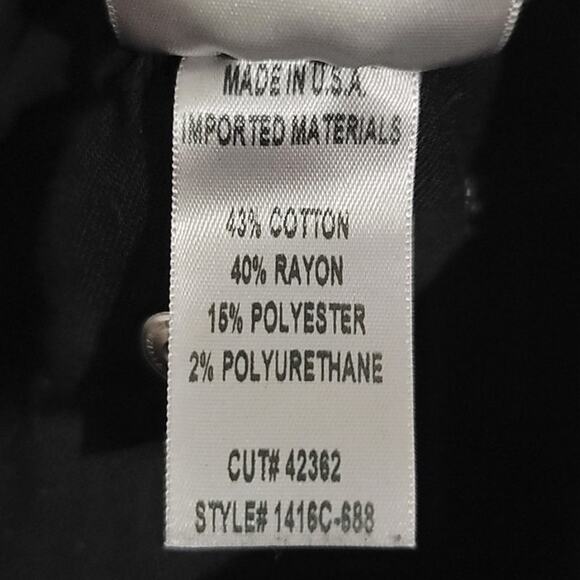 MADE IN U.S.A.
IMPORTED MATERIALS
43% COTTON
40% RAYON
15% POLYESTER
2% POLYURETHANE
CUT# 42362
STYLE# 1416C-688